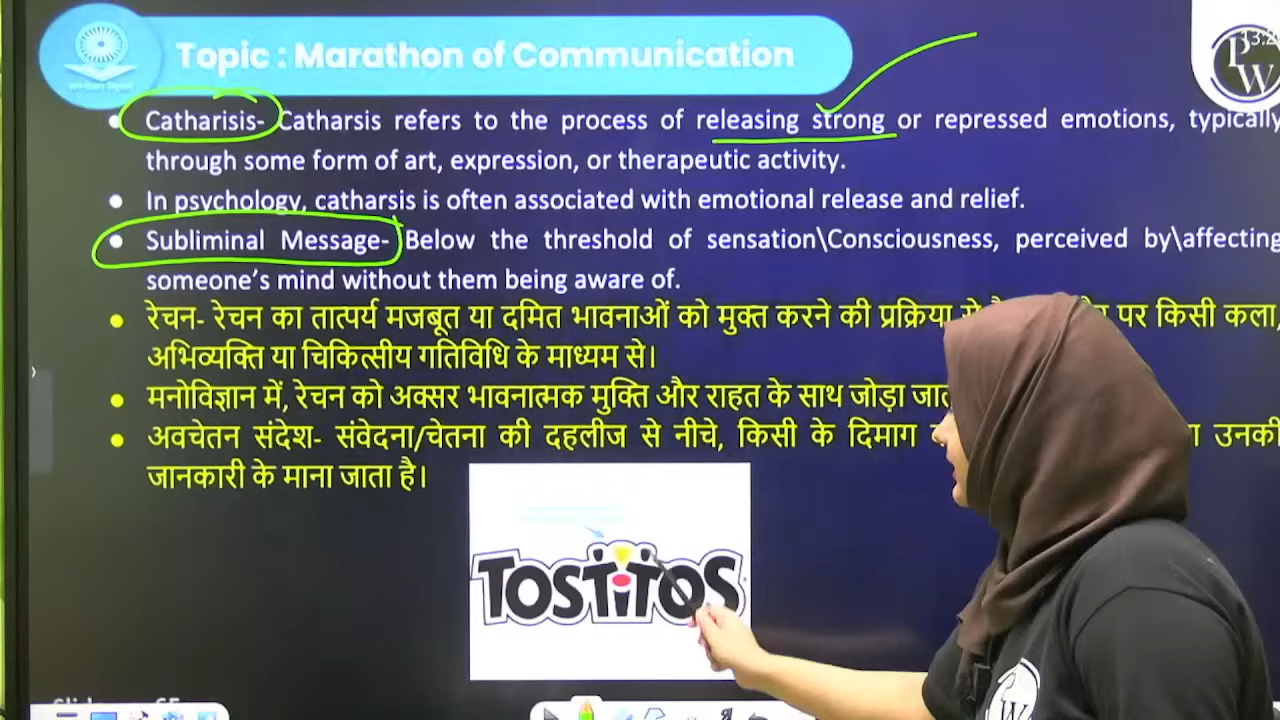 Topic : Marathon of Communication
PW
Catharisis- Catharsis refers to the process of releasing strong or repressed emotions, typically
through some form of art, expression, or therapeutic activity.
In psychology, catharsis is often associated with emotional release and relief.
Subliminal Message- Below the threshold of sensation\Consciousness, perceived by\affecting
someone's mind without them being aware of.
रेचन- रेचन का तात्पर्य मजबूत या दमित भावनाओं को मुक्त करने की प्रक्रिया से पर किसी कला,
अभिव्यक्ति या चिकित्सीय गतिविधि के माध्यम से।
मनोविज्ञान में, रेचन को अक्सर भावनात्मक मुक्ति और राहत के साथ जोड़ा
अवचेतन संदेश- संवेदना/चेतना की दहलीज से नीचे, किसी के दिमाग उनकी
जानकारी के माना जाता है।
TOSTITOS